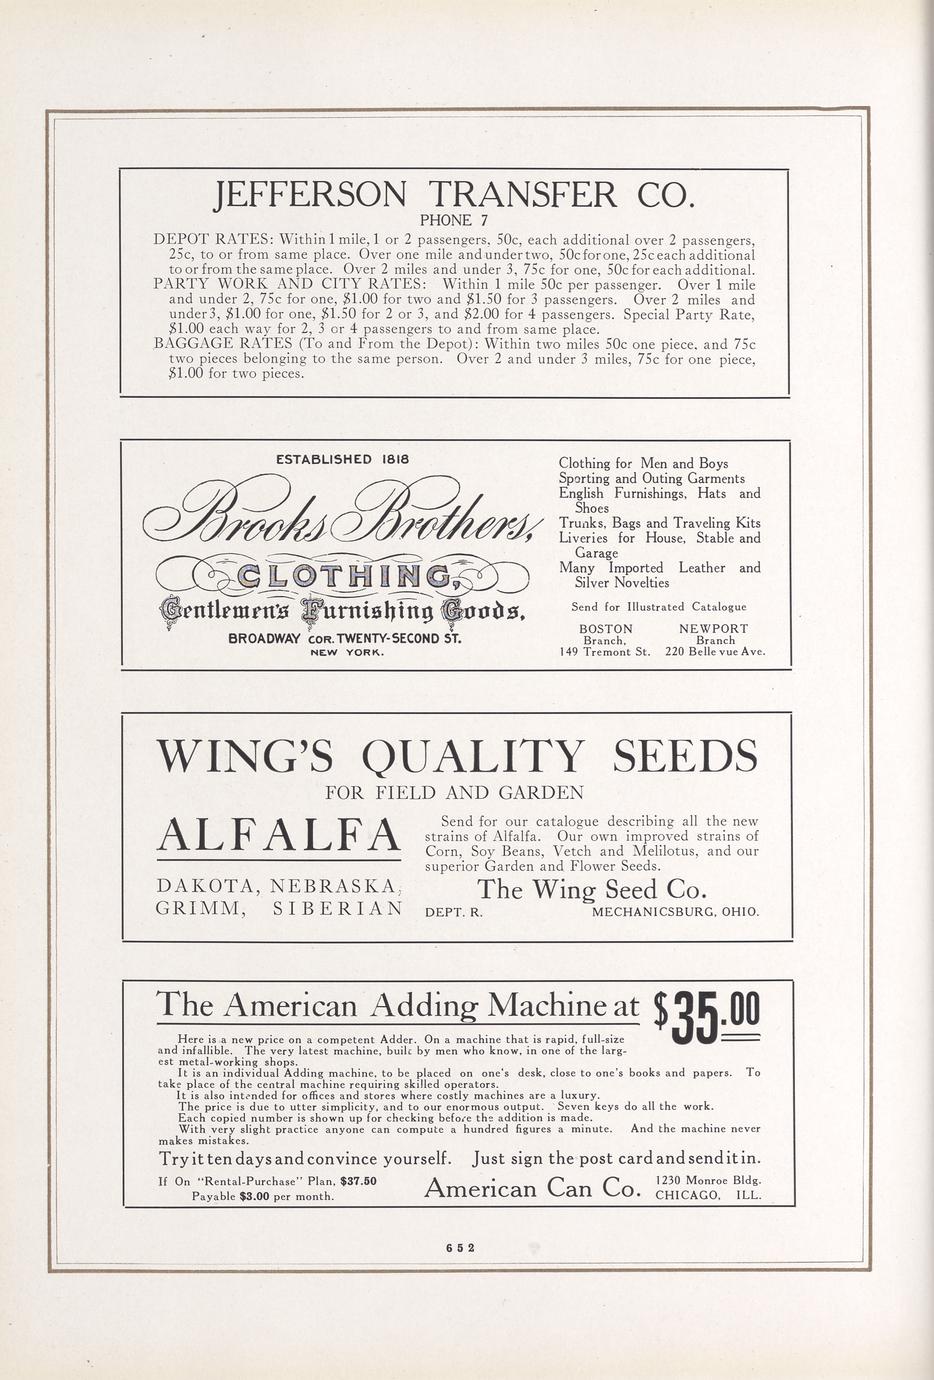 JEFFERSON TRANSFER CO.
PHONE 7
DEPOT RATES: Within 1 mile, 1 or 2 passengers, 50c, each additional over 2 passengers,
25c, to or from same place. Over one mile and under two, 50c for one, 25c each additional
to or from the same place. Over 2 miles and under 3, 75c for one, 50c for each additional.
PARTY WORK AND CITY RATES: Within 1 mile 50c per passenger. Over 1 mile
and under 2, 75c for one, $1.00 for two and $1.50 for 3 passengers. Over 2 miles and
under 3, $1.00 for one, $1.50 for 2 or 3, and $2.00 for 4 passengers. Special Party Rate,
$1.00 each way for 2, 3 or 4 passengers to and from same place.
BAGGAGE RATES (To and From the Depot): Within two miles 50c one piece, and 75c
two pieces belonging to the same person. Over 2 and under 3 miles, 75c for one piece,
$1.00 for two pieces.
ESTABLISHED 1818
Brooks Brothers,
CLOTHING,
Gentlemen's Furnishing Goods,
BROADWAY COR. TWENTY-SECOND ST.
NEW YORK.
Clothing for Men and Boys
Sporting and Outing Garments
English Furnishings, Hats and
Shoes
Trunks, Bags and Traveling Kits
Liveries for House, Stable and
Garage
Many Imported Leather and
Silver Novelties
Send for Illustrated Catalogue
BOSTON NEWPORT
Branch, Branch
149 Tremont St. 220 Belle vue Ave.
WING'S QUALITY SEEDS
FOR FIELD AND GARDEN
ALFALFA
DAKOTA, NEBRASKA,
GRIMM, SIBERIAN
Send for our catalogue describing all the new
strains of Alfalfa. Our own improved strains of
Corn, Soy Beans, Vetch and Melilotus, and our
superior Garden and Flower Seeds.
The Wing Seed Co.
DEPT. R. MECHANICSBURG, OHIO.
The American Adding Machine at $35.00
Here is a new price on a competent Adder. On a machine that is rapid, full-size
and infallible. The very latest machine, built by men who know, in one of the larg-
est metal-working shops.
It is an individual Adding machine, to be placed on one's desk, close to one's books and papers. To
take place of the central machine requiring skilled operators.
It is also intended for offices and stores where costly machines are a luxury.
The price is due to utter simplicity, and to our enormous output. Seven keys do all the work.
Each copied number is shown up for checking before the addition is made.
With very slight practice anyone can compute a hundred figures a minute. And the machine never
makes mistakes.
Try it ten days and convince yourself. Just sign the post card and send it in.
If On "Rental-Purchase" Plan, $37.50
Payable $3.00 per month.
American Can Co.
1230 Monroe Bldg.
CHICAGO, ILL.
652